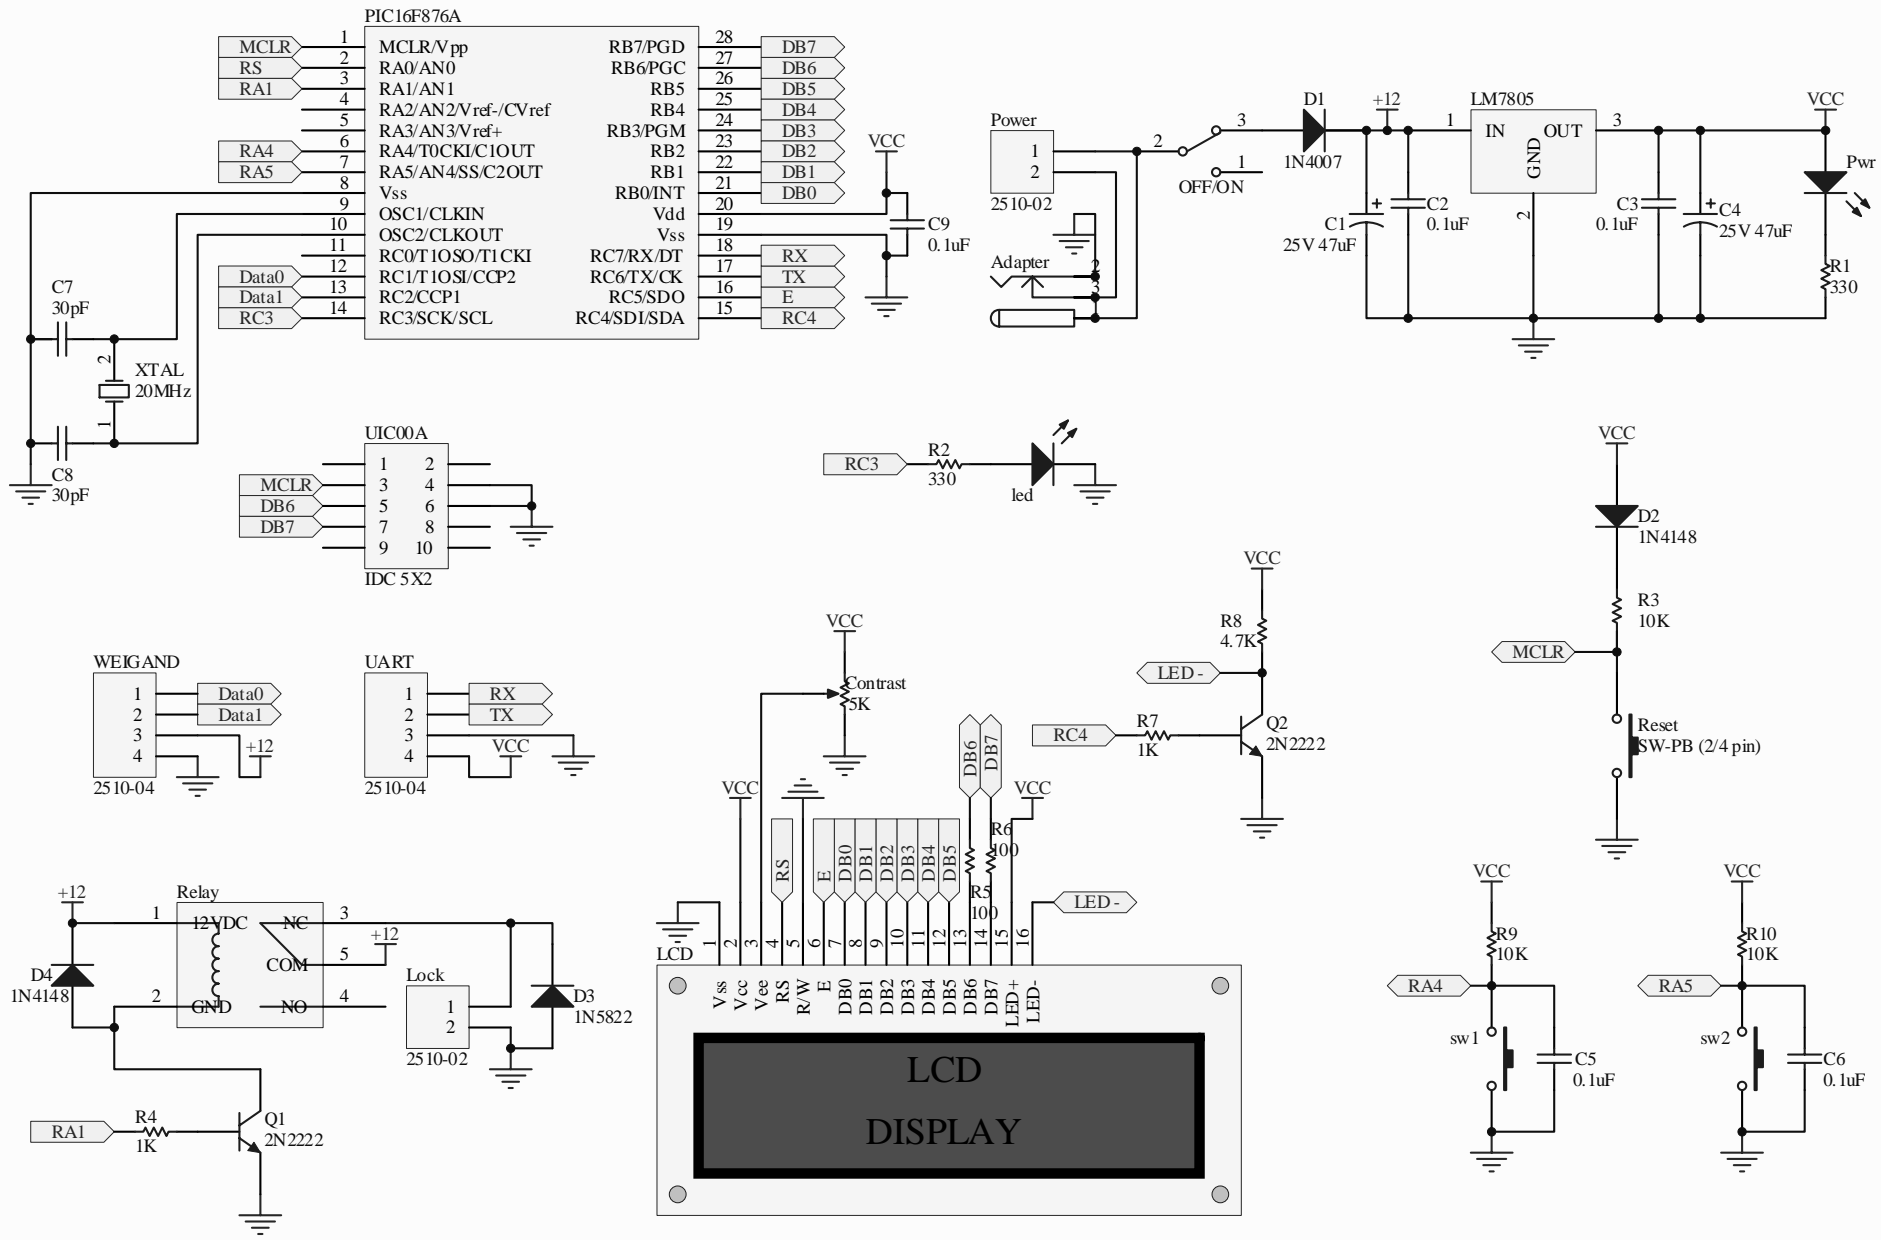 PIC16F876A
MCLR 1 MCLR/Vpp RB7/PGD 28 DB7
RS 2 RA0/AN0 RB6/PGC 27 DB6
RA1 3 RA1/AN1 RB5 26 DB5
4 RA2/AN2/Vref-/CVref RB4 25 DB4
5 RA3/AN3/Vref+ RB3/PGM 24 DB3
RA4 6 RA4/T0CKI/C1OUT RB2 23 DB2
RA5 7 RA5/AN4/SS/C2OUT RB1 22 DB1
8 Vss RB0/INT 21 DB0
9 OSC1/CLKIN Vdd 20
10 OSC2/CLKOUT Vss 19
11 RC0/T1OSO/T1CKI RC7/RX/DT 18 RX
Data0 12 RC1/T1OSI/CCP2 RC6/TX/CK 17 TX
Data1 13 RC2/CCP1 RC5/SDO 16 E
RC3 14 RC3/SCK/SCL RC4/SDI/SDA 15 RC4
VCC
C9
0.1uF
C7
30pF
2
XTAL
20MHz
1
C8
30pF
Power
1
2
2510-02
Adapter
2
3
2
3
1
OFF/ON
D1
1N4007
+12
LM7805
1 IN OUT 3
GND
2
VCC
Pwr
C1
25V 47uF
+
C2
0.1uF
C3
0.1uF
+
C4
25V 47uF
R1
330
UIC00A
1 2
MCLR 3 4
DB6 5 6
DB7 7 8
9 10
IDC 5X2
RC3
R2
330
led
VCC
D2
1N4148
R3
10K
MCLR
Reset
SW-PB (2/4 pin)
VCC
R8
4.7K
LED -
RC4
R7
1K
Q2
2N2222
WEIGAND
1 Data0
2 Data1
3
4
+12
2510-04
UART
1 RX
2 TX
3
4
VCC
2510-04
VCC
Contrast
5K
VCC
RS
E
DB0
DB1
DB2
DB3
DB4
DB5
DB6
DB7
R6
100
R5
100
VCC
LED -
LCD
1
2
3
4
5
6
7
8
9
10
11
12
13
14
15
16
Vss
Vcc
Vee
RS
R/W
E
DB0
DB1
DB2
DB3
DB4
DB5
DB6
DB7
LED+
LED-
LCD
DISPLAY
+12
Relay
1 12VDC NC 3
+12
COM 5
2 GND NO 4
D4
1N4148
Lock
1
2
2510-02
D3
1N5822
RA1
R4
1K
Q1
2N2222
VCC
R9
10K
RA4
sw1
C5
0.1uF
VCC
R10
10K
RA5
sw2
C6
0.1uF